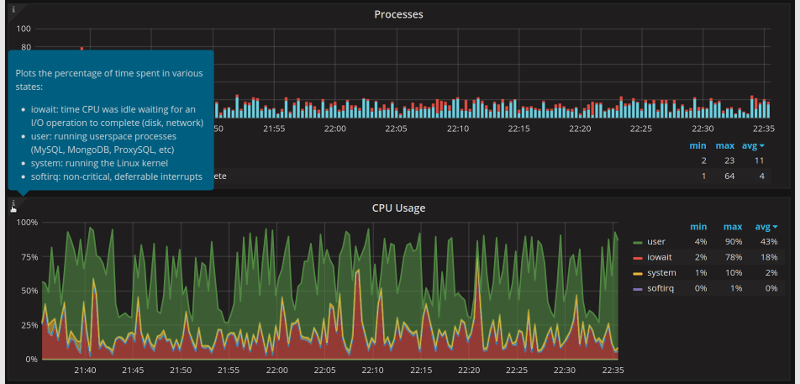 i
Processes
100
80
Plots the percentage of time spent in various
states:
• iowait: time CPU was idle waiting for an
I/O operation to complete (disk, network)
• user: running userspace processes
(MySQL, MongoDB, ProxySQL, etc)
• system: running the Linux kernel
• softirq: non-critical, deferrable interrupts
50 21:55 22:00 22:05 22:10 22:15 22:20 22:25 22:30 22:35
min max avg
2 23 11
ete 1 64 4
i
CPU Usage
100%
75%
50%
25%
0%
21:40 21:45 21:50 21:55 22:00 22:05 22:10 22:15 22:20 22:25 22:30 22:35
min max avg
user 4% 90% 43%
iowait 2% 78% 18%
system 1% 10% 2%
softirq 0% 1% 0%